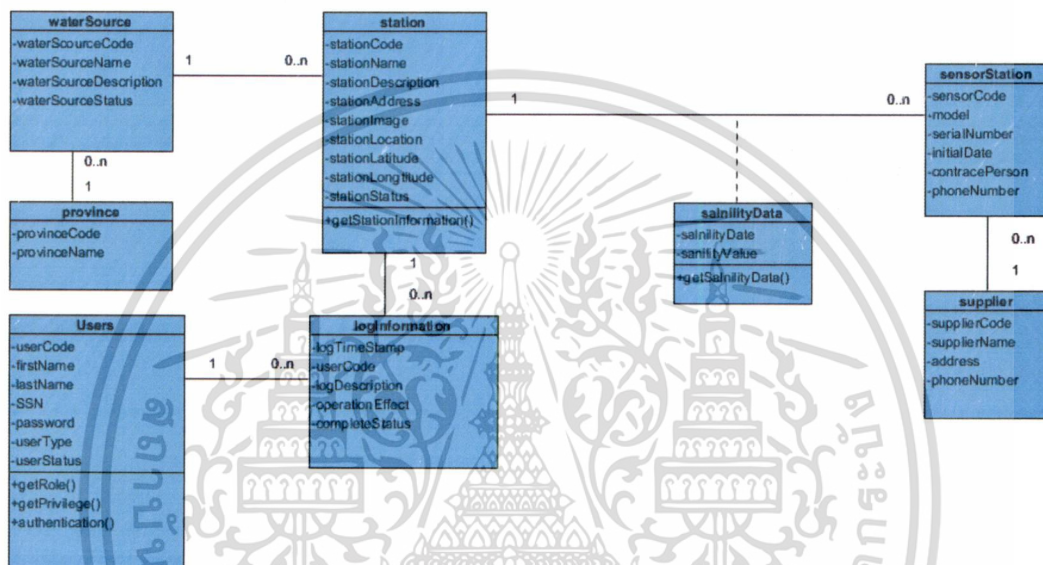 waterSource
-waterScourceCode
-waterSourceName
-waterSourceDescription
-waterSourceStatus
1
0..n
station
-stationCode
-stationName
-stationDescription
-stationAddress
-stationImage
-stationLocation
-stationLatitude
-stationLongtitude
-stationStatus
+getStationInformation()
1
0..n
sensorStation
-sensorCode
-model
-serialNumber
-initialDate
-contracePerson
-phoneNumber
0..n
1
province
-provinceCode
-provinceName
salnilityData
-salnilityDate
-sanilityValue
+getSalnilityData()
0..n
1
supplier
-supplierCode
-supplierName
-address
-phoneNumber
1
0..n
Users
-userCode
-firstName
-lastName
-SSN
-password
-userType
-userStatus
+getRole()
+getPrivilege()
+authentication()
1
0..n
logInformation
-logTimeStamp
-userCode
-logDescription
-operationEffect
-completeStatus